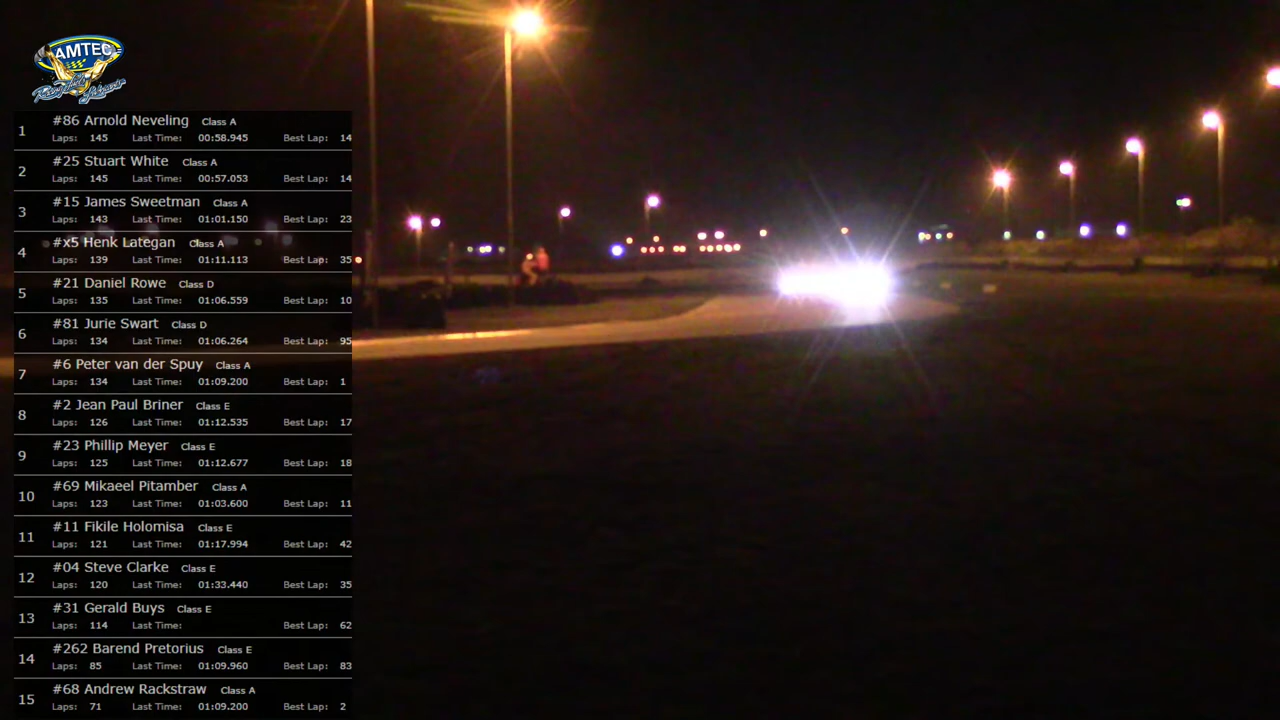 AMTEC
1
#86 Arnold Neveling Class A
Laps: 145 Last Time: 00:58.945 Best Lap: 14
2
#25 Stuart White Class A
Laps: 145 Last Time: 00:57.053 Best Lap: 14
3
#15 James Sweetman Class A
Laps: 143 Last Time: 01:01.150 Best Lap: 23
4
#x5 Henk Lategan Class A
Laps: 139 Last Time: 01:11.113 Best Lap: 35
5
#21 Daniel Rowe Class D
Laps: 135 Last Time: 01:06.559 Best Lap: 10
6
#81 Jurie Swart Class D
Laps: 134 Last Time: 01:06.264 Best Lap: 95
7
#6 Peter van der Spuy Class A
Laps: 134 Last Time: 01:09.200 Best Lap: 1
8
#2 Jean Paul Briner Class E
Laps: 126 Last Time: 01:12.535 Best Lap: 17
9
#23 Phillip Meyer Class E
Laps: 125 Last Time: 01:12.677 Best Lap: 18
10
#69 Mikaeel Pitamber Class A
Laps: 123 Last Time: 01:03.600 Best Lap: 11
11
#11 Fikile Holomisa Class E
Laps: 121 Last Time: 01:17.994 Best Lap: 42
12
#04 Steve Clarke Class E
Laps: 120 Last Time: 01:33.440 Best Lap: 35
13
#31 Gerald Buys Class E
Laps: 114 Last Time: Best Lap: 62
14
#262 Barend Pretorius Class E
Laps: 85 Last Time: 01:09.960 Best Lap: 83
15
#68 Andrew Rackstraw Class A
Laps: 71 Last Time: 01:09.200 Best Lap: 2